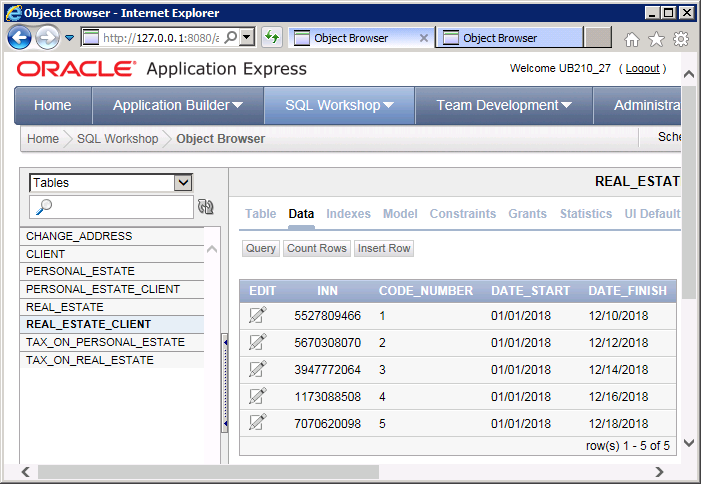 Object Browser - Internet Explorer
http://127.0.0.1:8080/a
Object Browser
Object Browser
ORACLE Application Express
Welcome UB210_27 ( Logout )
Home
Application Builder
SQL Workshop
Team Development
Administra
Home
SQL Workshop
Object Browser
Sche
Tables
CHANGE_ADDRESS
CLIENT
PERSONAL_ESTATE
PERSONAL_ESTATE_CLIENT
REAL_ESTATE
REAL_ESTATE_CLIENT
TAX_ON_PERSONAL_ESTATE
TAX_ON_REAL_ESTATE
REAL_ESTAT
Table Data Indexes Model Constraints Grants Statistics UI Default
Query Count Rows Insert Row
EDIT INN CODE_NUMBER DATE_START DATE_FINISH
5527809466 1 01/01/2018 12/10/2018
5670308070 2 01/01/2018 12/12/2018
3947772064 3 01/01/2018 12/14/2018
1173088508 4 01/01/2018 12/16/2018
7070620098 5 01/01/2018 12/18/2018
row(s) 1 - 5 of 5